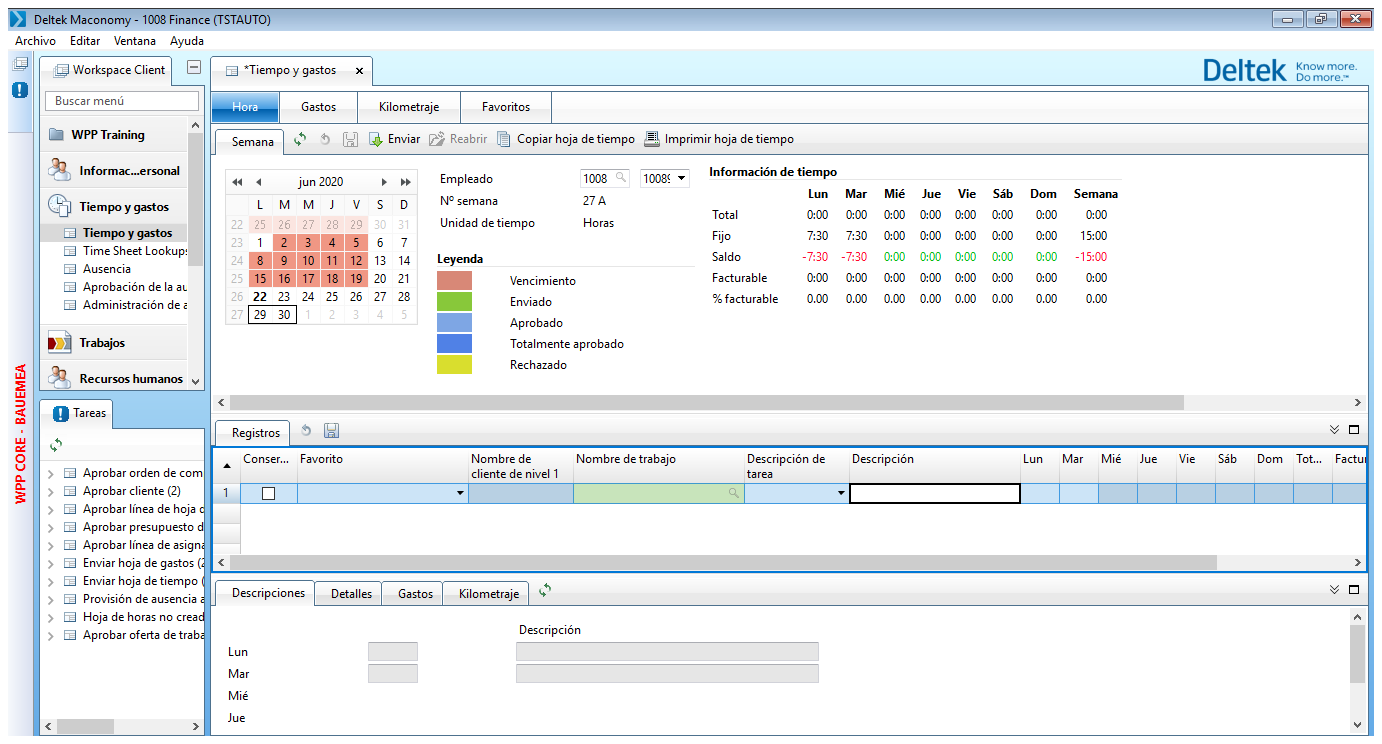 Deltek Maconomy - 1008 Finance (TSTAUTO)
Archivo Editar Ventana Ayuda
Workspace Client
Buscar menú
WPP Training
Informac...ersonal
Tiempo y gastos
Tiempo y gastos
Time Sheet Lookups
Ausencia
Aprobación de la au
Administración de a
Trabajos
Recursos humanos
WPP CORE - BAUEMEA
Tareas
Aprobar orden de com
Aprobar cliente (2)
Aprobar línea de hoja d
Aprobar presupuesto d
Aprobar línea de asigna
Enviar hoja de gastos (2
Enviar hoja de tiempo (
Provisión de ausencia a
Hoja de horas no cread
Aprobar oferta de traba
*Tiempo y gastos
Deltek Know more. Do more.™
Hora Gastos Kilometraje Favoritos
Semana Enviar Reabrir Copiar hoja de tiempo Imprimir hoja de tiempo
jun 2020
L M M J V S D
22 25 26 27 28 29 30 31
23 1 2 3 4 5 6 7
24 8 9 10 11 12 13 14
25 15 16 17 18 19 20 21
26 22 23 24 25 26 27 28
27 29 30 1 2 3 4 5
Empleado 1008 1008
Nº semana 27 A
Unidad de tiempo Horas
Leyenda
Vencimiento
Enviado
Aprobado
Totalmente aprobado
Rechazado
Información de tiempo
Lun Mar Mié Jue Vie Sáb Dom Semana
Total 0:00 0:00 0:00 0:00 0:00 0:00 0:00 0:00
Fijo 7:30 7:30 0:00 0:00 0:00 0:00 0:00 15:00
Saldo -7:30 -7:30 0:00 0:00 0:00 0:00 0:00 -15:00
Facturable 0:00 0:00 0:00 0:00 0:00 0:00 0:00 0:00
% facturable 0.00 0.00 0.00 0.00 0.00 0.00 0.00 0.00
Registros
Conser... Favorito Nombre de cliente de nivel 1 Nombre de trabajo Descripción de tarea Descripción Lun Mar Mié Jue Vie Sáb Dom Tot... Factu
1
Descripciones Detalles Gastos Kilometraje
Descripción
Lun
Mar
Mié
Jue